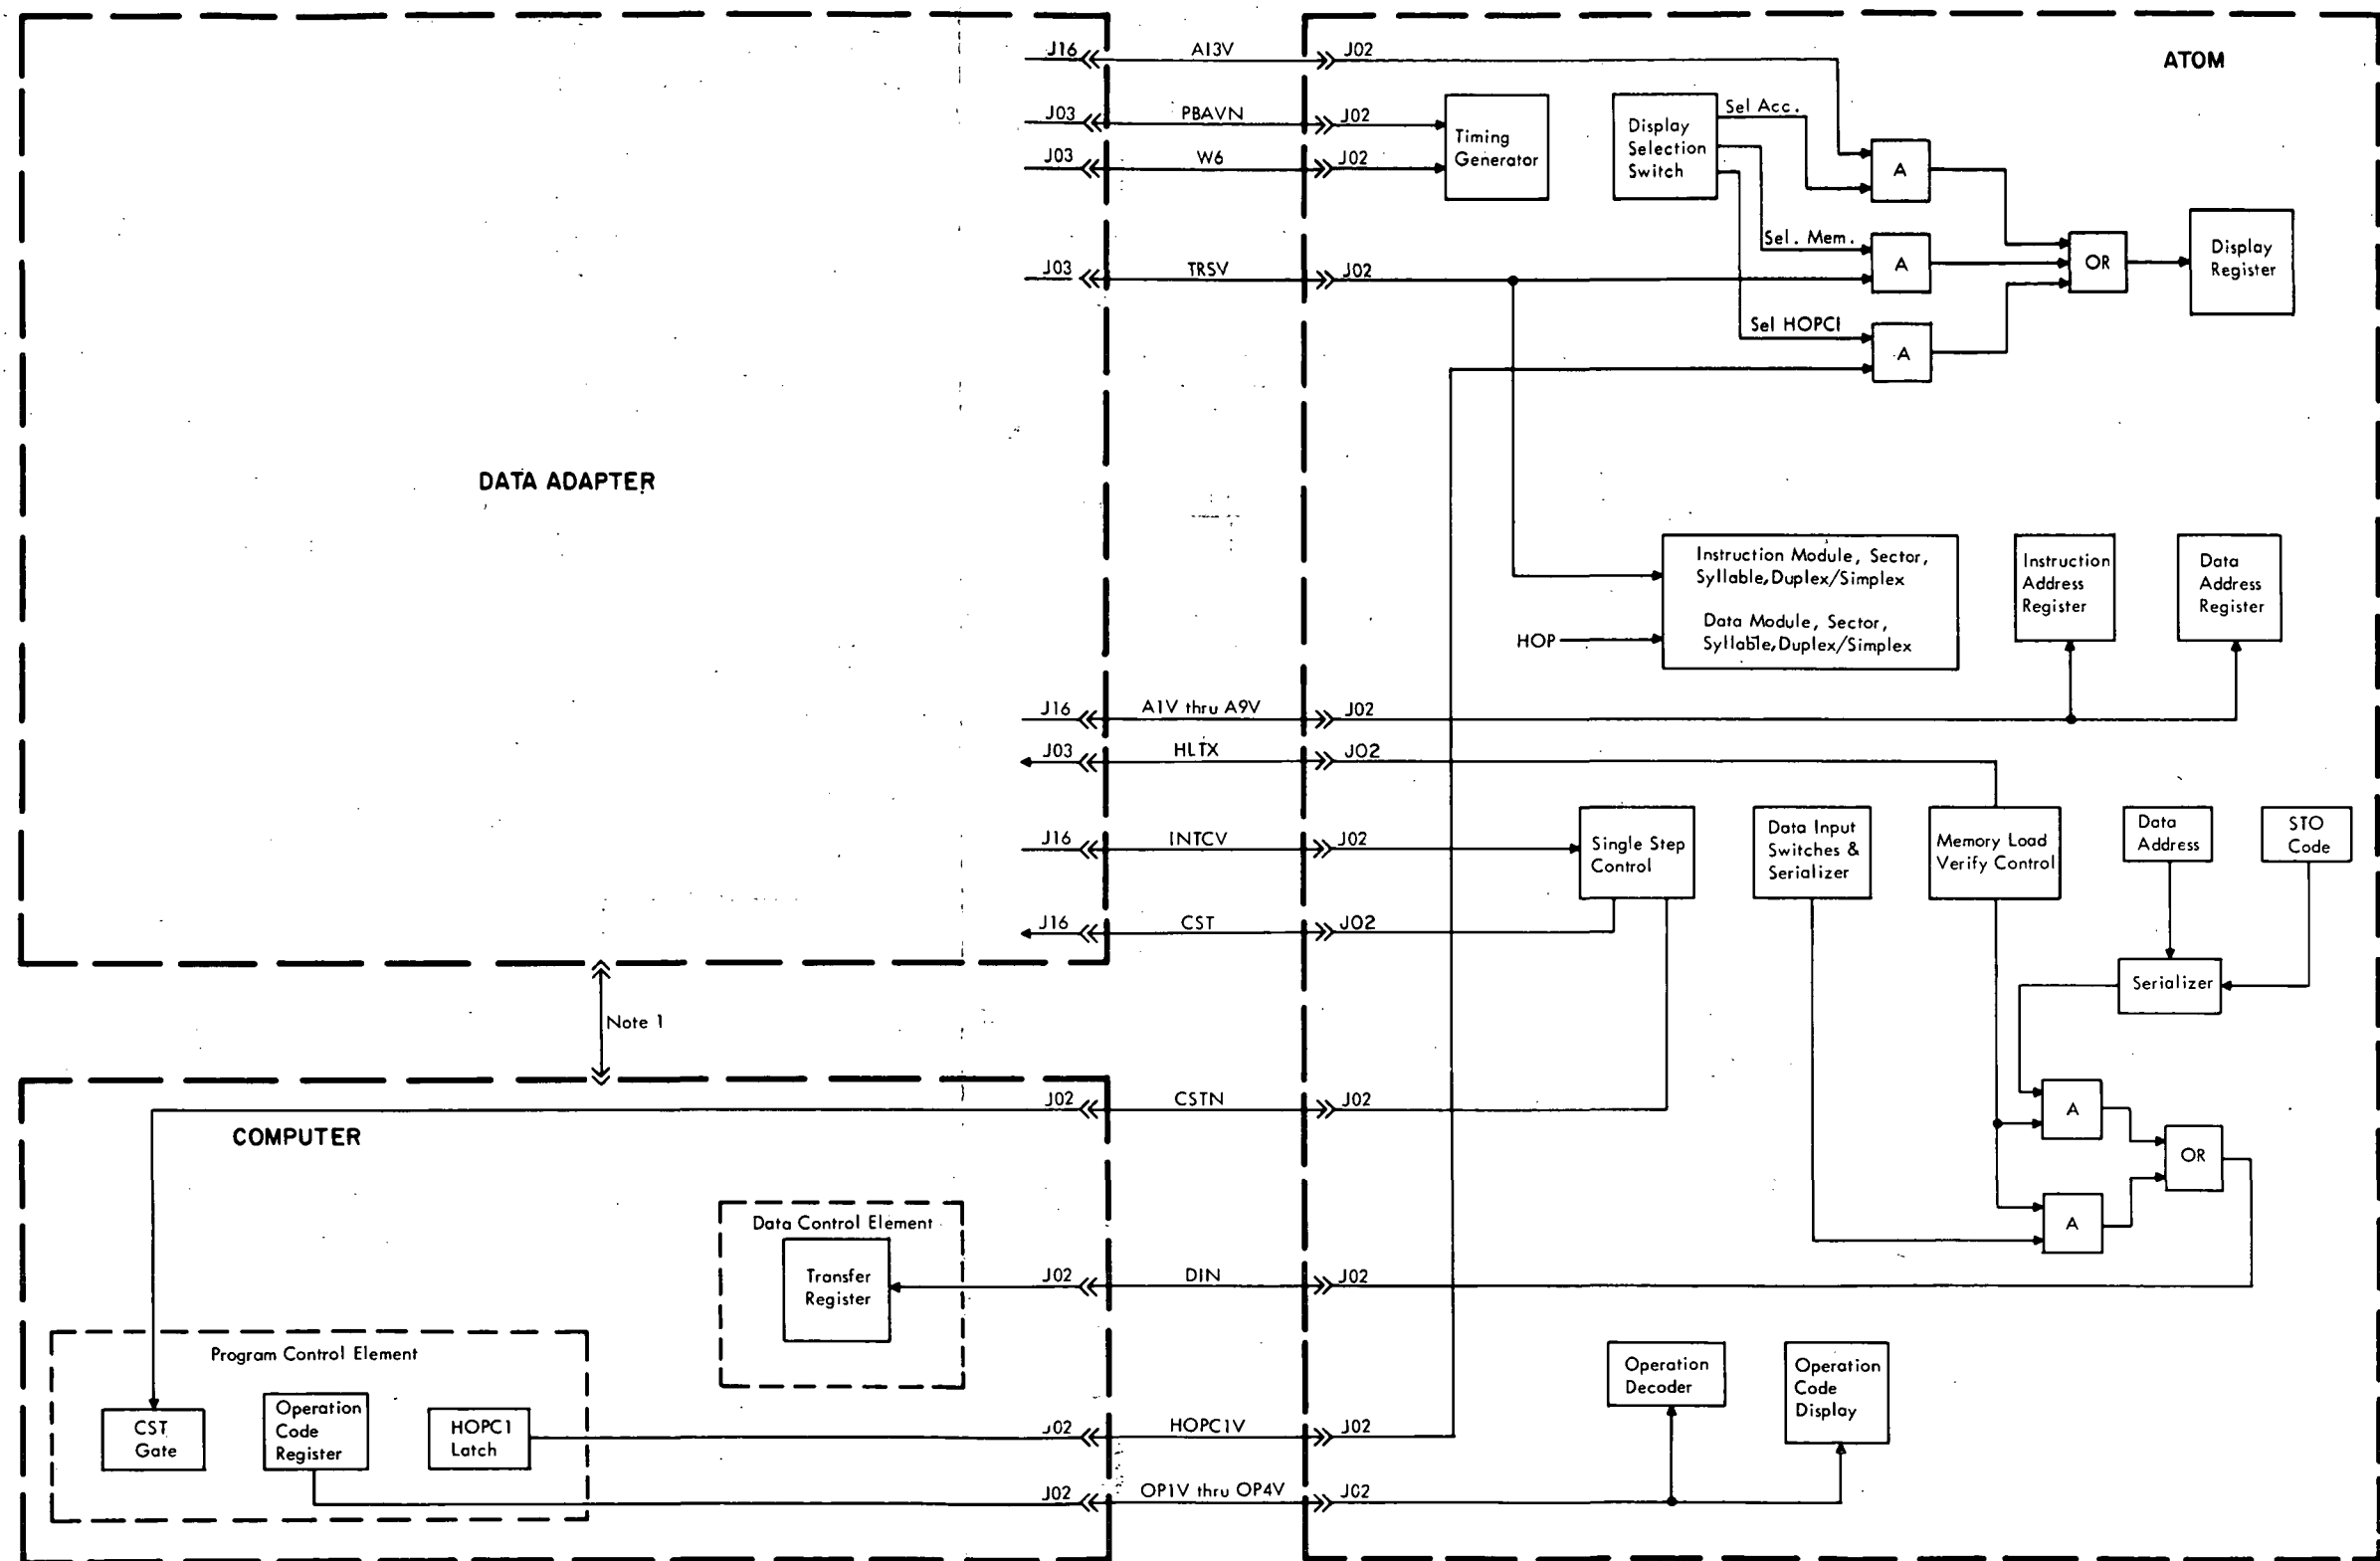 J16 AI3V J02
ATOM
J03 PBAVN J02
Timing
Generator
Display
Selection
Switch
Sel Acc.
A
J03 W6 J02
Sel. Mem.
A
OR
Display
Register
J03 TRSV J02
Sel HOPCI
A
DATA ADAPTER
Instruction Module, Sector,
Syllable, Duplex/Simplex
Data Module, Sector,
Syllable, Duplex/Simplex
HOP
Instruction
Address
Register
Data
Address
Register
J16 A1V thru A9V J02
J03 HLTX JO2
J16 INTCV J02
Single Step
Control
Data Input
Switches &
Serializer
Memory Load
Verify Control
Data
Address
STO
Code
J16 CST JO2
Serializer
Note 1
J02 CSTN J02
COMPUTER
A
OR
A
Data Control Element
Transfer
Register
J02 DIN J02
Program Control Element
CST
Gate
Operation
Code
Register
HOPC1
Latch
J02 HOPC1V J02
Operation
Decoder
Operation
Code
Display
J02 OP1V thru OP4V J02